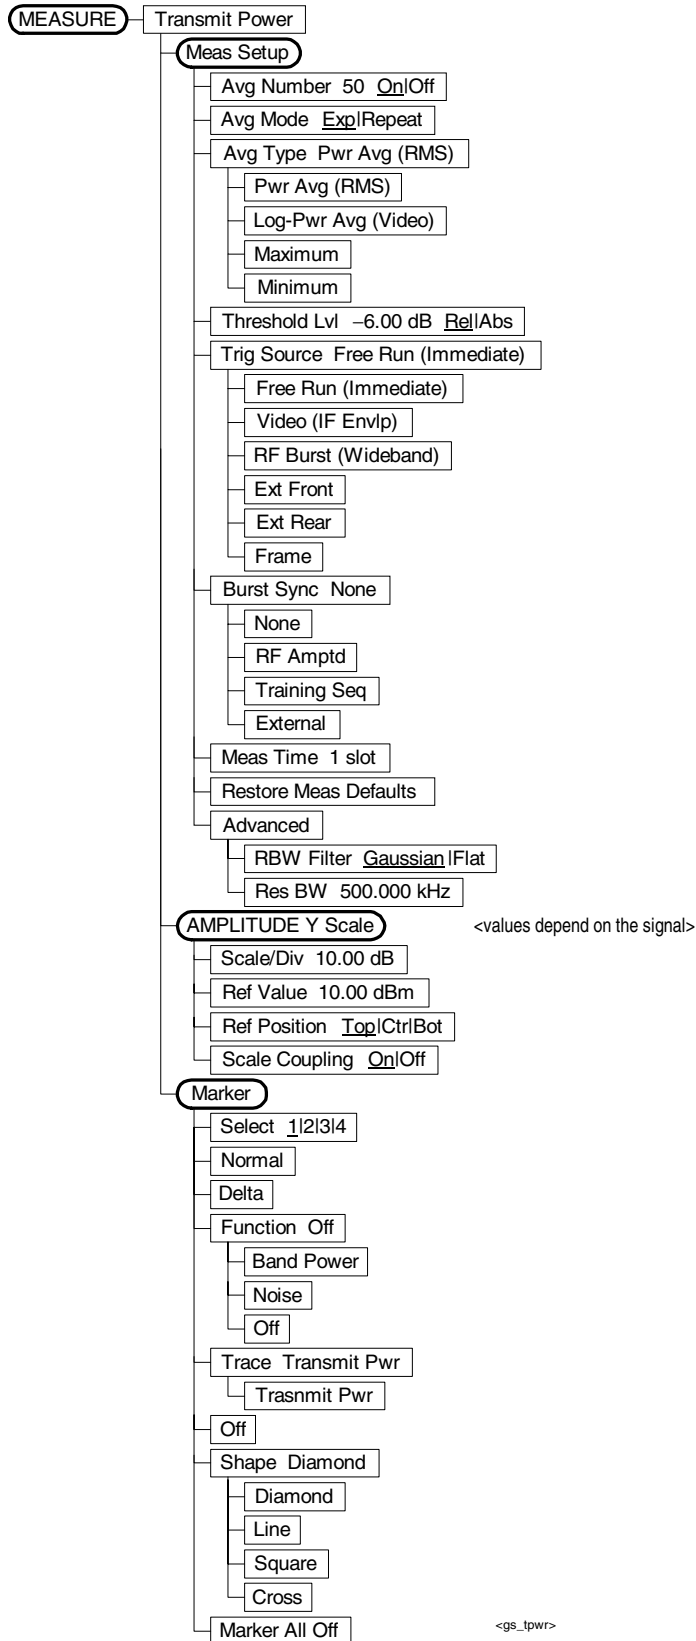 MEASURE Transmit Power
Meas Setup
Avg Number 50 On|Off
Avg Mode Exp|Repeat
Avg Type Pwr Avg (RMS)
Pwr Avg (RMS)
Log-Pwr Avg (Video)
Maximum
Minimum
Threshold Lvl –6.00 dB Rel|Abs
Trig Source Free Run (Immediate)
Free Run (Immediate)
Video (IF Envlp)
RF Burst (Wideband)
Ext Front
Ext Rear
Frame
Burst Sync None
None
RF Amptd
Training Seq
External
Meas Time 1 slot
Restore Meas Defaults
Advanced
RBW Filter Gaussian|Flat
Res BW 500.000 kHz
AMPLITUDE Y Scale <values depend on the signal>
Scale/Div 10.00 dB
Ref Value 10.00 dBm
Ref Position Top|Ctr|Bot
Scale Coupling On|Off
Marker
Select 1|2|3|4
Normal
Delta
Function Off
Band Power
Noise
Off
Trace Transmit Pwr
Trasnmit Pwr
Off
Shape Diamond
Diamond
Line
Square
Cross
Marker All Off <gs_tpwr>